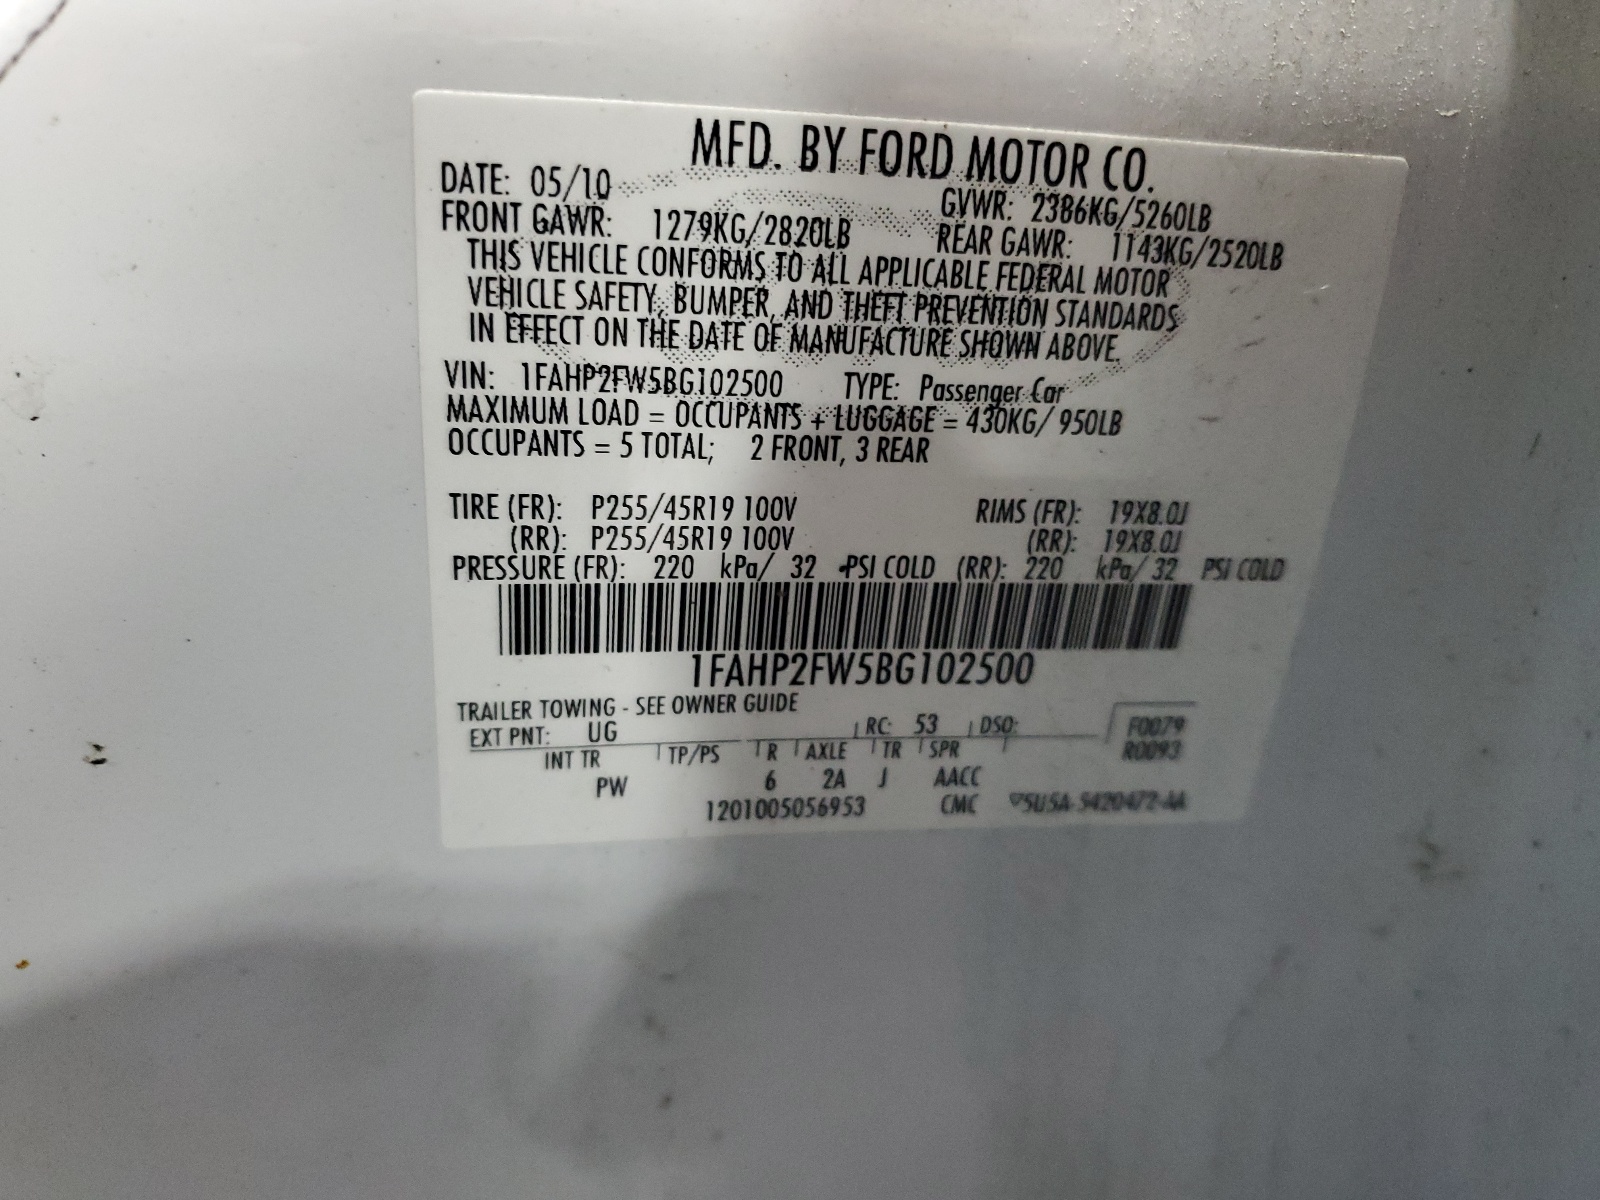 MFD. BY FORD MOTOR CO.
DATE: 05/10 GVWR: 2386KG/5260LB
FRONT GAWR: 1279KG/2820LB REAR GAWR: 1143KG/2520LB
THIS VEHICLE CONFORMS TO ALL APPLICABLE FEDERAL MOTOR
VEHICLE SAFETY, BUMPER, AND THEFT PREVENTION STANDARDS
IN EFFECT ON THE DATE OF MANUFACTURE SHOWN ABOVE.
VIN: 1FAHP2FW5BG102500 TYPE: Passenger Car
MAXIMUM LOAD = OCCUPANTS + LUGGAGE = 430KG/ 950LB
OCCUPANTS = 5 TOTAL; 2 FRONT, 3 REAR
TIRE (FR): P255/45R19 100V RIMS (FR): 19X8.0J
(RR): P255/45R19 100V (RR): 19X8.0J
PRESSURE (FR): 220 kPa/ 32 PSI COLD (RR): 220 kPa/ 32 PSI COLD
1FAHP2FW5BG102500
TRAILER TOWING - SEE OWNER GUIDE
EXT PNT: UG RC: 53 DSO: F0079
R0093
INT TR TP/PS R AXLE TR SPR
PW 6 2A J AACC
1201005056953 CMC 5U5A-5420472-AA